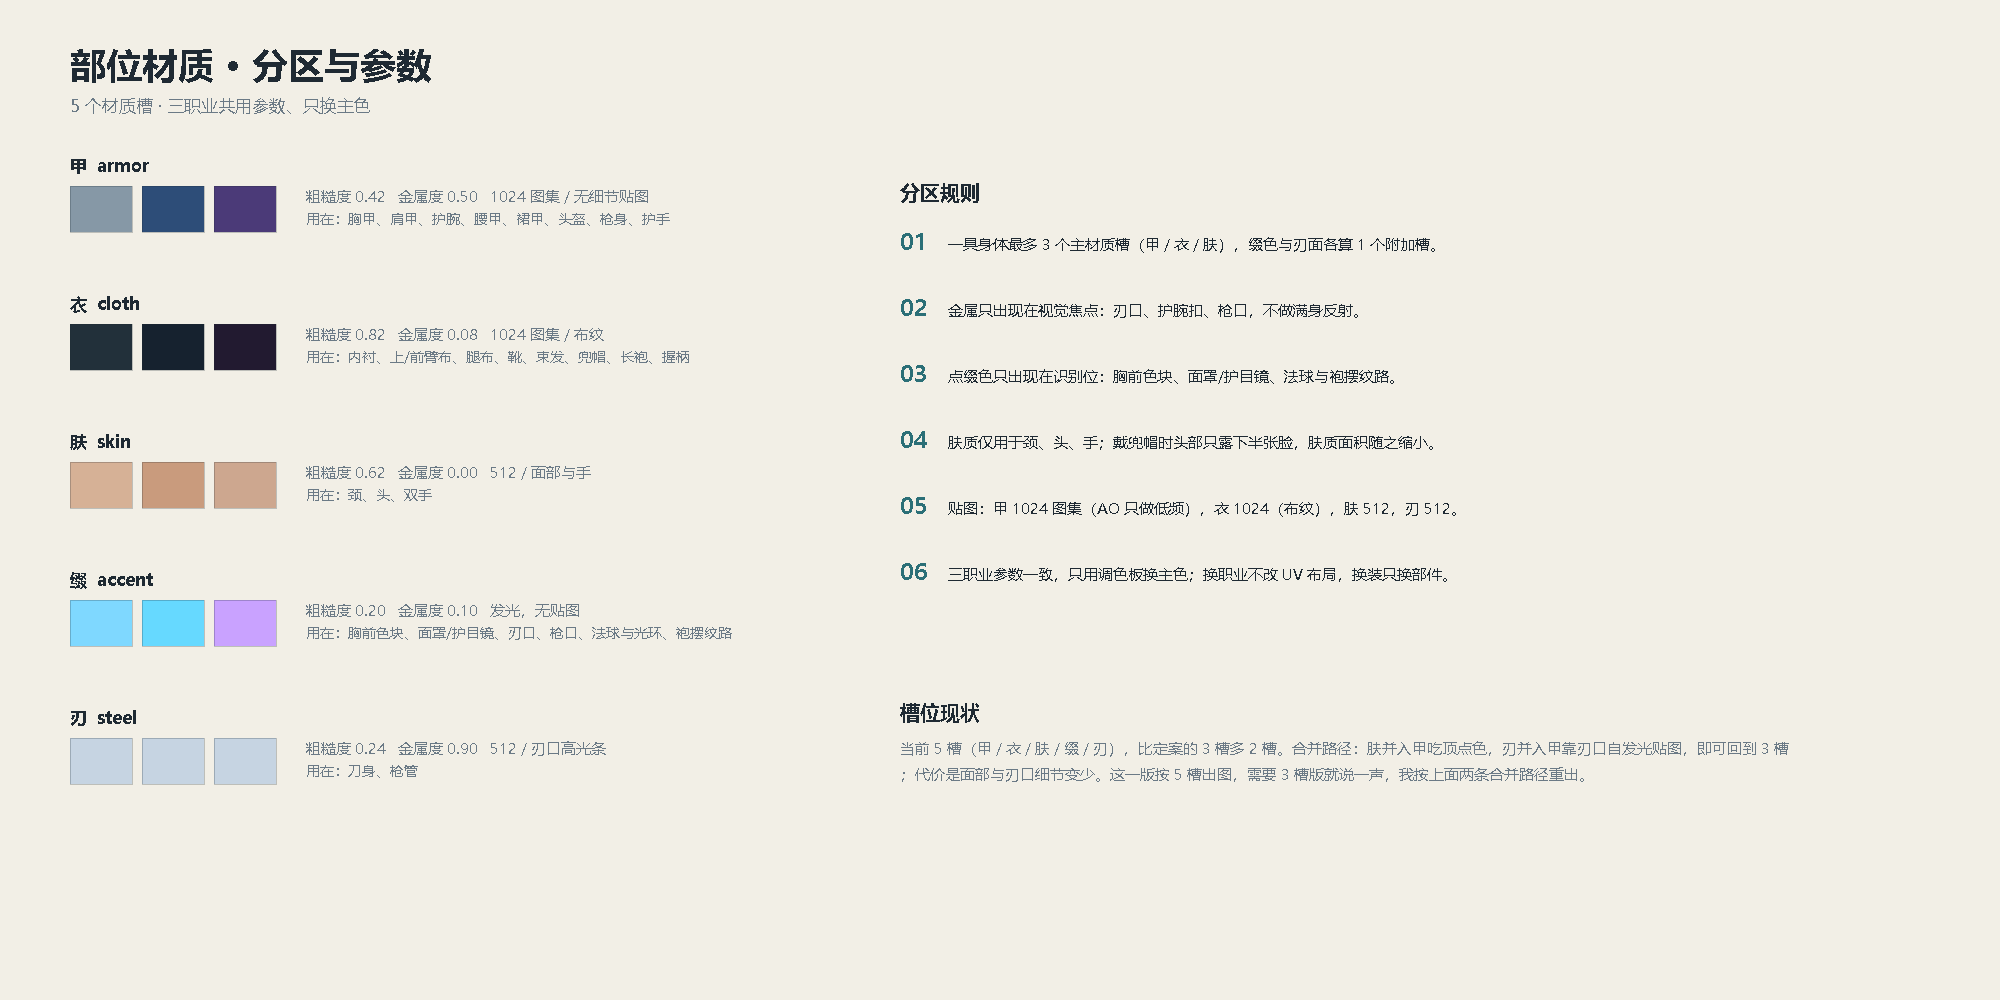 部位材质 · 分区与参数
5 个材质槽 · 三职业共用参数、只换主色
甲 armor
粗糙度 0.42 金属度 0.50 1024 图集 / 无细节贴图
用在：胸甲、肩甲、护腕、腰甲、裙甲、头盔、枪身、护手
衣 cloth
粗糙度 0.82 金属度 0.08 1024 图集 / 布纹
用在：内衬、上/前臂布、腿布、靴、束发、兜帽、长袍、握柄
肤 skin
粗糙度 0.62 金属度 0.00 512 / 面部与手
用在：颈、头、双手
缀 accent
粗糙度 0.20 金属度 0.10 发光，无贴图
用在：胸前色块、面罩/护目镜、刃口、枪口、法球与光环、袍摆纹路
刃 steel
粗糙度 0.24 金属度 0.90 512 / 刃口高光条
用在：刀身、枪管
分区规则
01 一具身体最多 3 个主材质槽（甲 / 衣 / 肤），缀色与刃面各算 1 个附加槽。
02 金属只出现在视觉焦点：刃口、护腕扣、枪口，不做满身反射。
03 点缀色只出现在识别位：胸前色块、面罩/护目镜、法球与袍摆纹路。
04 肤质仅用于颈、头、手；戴兜帽时头部只露下半张脸，肤质面积随之缩小。
05 贴图：甲 1024 图集（AO 只做低频），衣 1024（布纹），肤 512，刃 512。
06 三职业参数一致，只用调色板换主色；换职业不改 UV 布局，换装只换部件。
槽位现状
当前 5 槽（甲 / 衣 / 肤 / 缀 / 刃），比定案的 3 槽多 2 槽。合并路径：肤并入甲吃顶点色，刃并入甲靠刃口自发光贴图，即可回到 3 槽
；代价是面部与刃口细节变少。这一版按 5 槽出图，需要 3 槽版就说一声，我按上面两条合并路径重出。